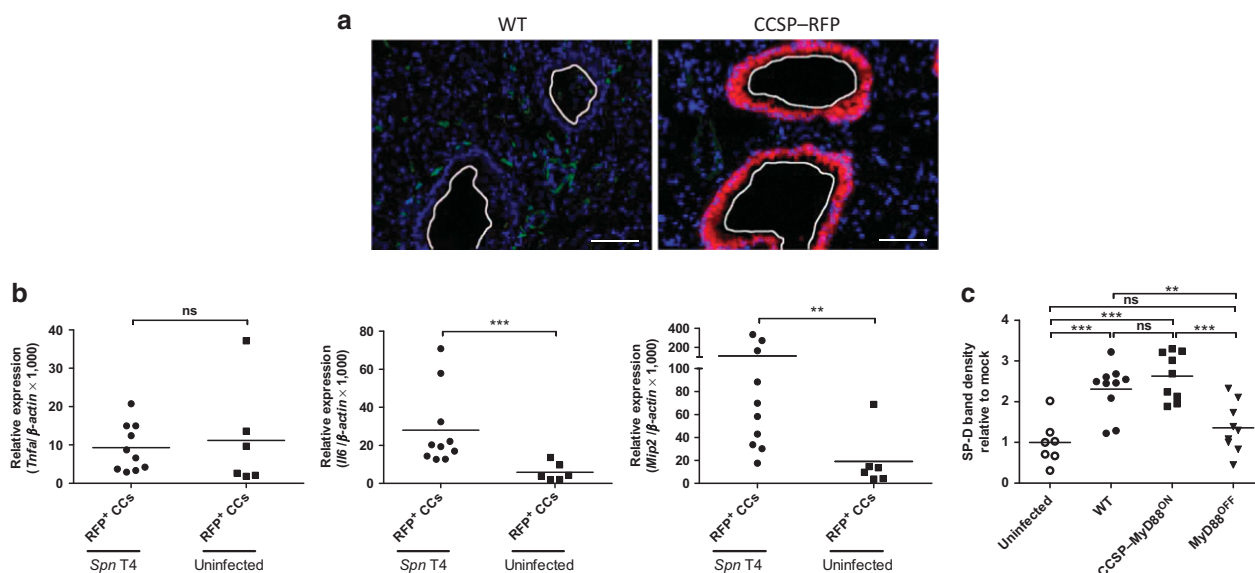 a
WT
CCSP–RFP
b
ns
Relative expression
(Tnfa/ β-actin × 1,000)
40
30
20
10
0
RFP⁺ CCs
RFP⁺ CCs
Spn T4
Uninfected
***
Relative expression
(Il6 /β-actin × 1,000)
80
60
40
20
0
RFP⁺ CCs
RFP⁺ CCs
Spn T4
Uninfected
**
Relative expression
(Mip2 /β-actin × 1,000)
400
300
200
100
80
60
40
20
0
RFP⁺ CCs
RFP⁺ CCs
Spn T4
Uninfected
c
**
ns
***
***
ns
***
SP-D band density
relative to mock
4
3
2
1
0
Uninfected
WT
CCSP–MyD88ᴼᴺ
MyD88ᴼᶠᶠ